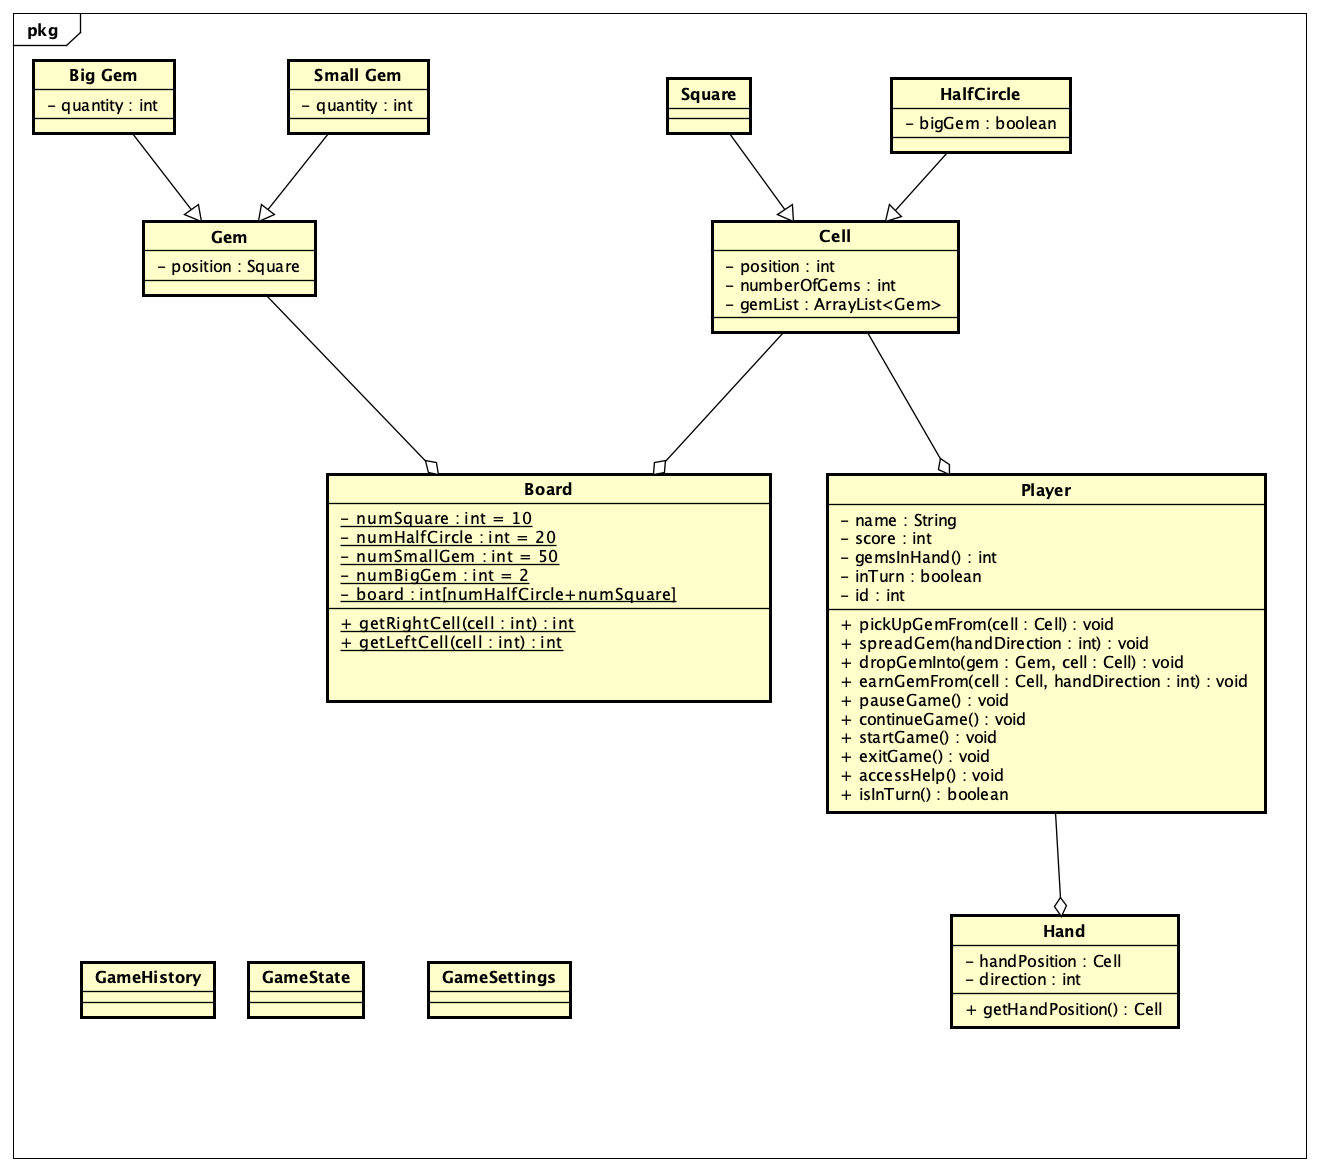 pkg
Big Gem
- quantity : int
Small Gem
- quantity : int
Square
HalfCircle
- bigGem : boolean
Gem
- position : Square
Cell
- position : int
- numberOfGems : int
- gemList : ArrayList<Gem>
Board
- numSquare : int = 10
- numHalfCircle : int = 20
- numSmallGem : int = 50
- numBigGem : int = 2
- board : int[numHalfCircle+numSquare]
+ getRightCell(cell : int) : int
+ getLeftCell(cell : int) : int
Player
- name : String
- score : int
- gemsInHand() : int
- inTurn : boolean
- id : int
+ pickUpGemFrom(cell : Cell) : void
+ spreadGem(handDirection : int) : void
+ dropGemInto(gem : Gem, cell : Cell) : void
+ earnGemFrom(cell : Cell, handDirection : int) : void
+ pauseGame() : void
+ continueGame() : void
+ startGame() : void
+ exitGame() : void
+ accessHelp() : void
+ isInTurn() : boolean
Hand
- handPosition : Cell
- direction : int
+ getHandPosition() : Cell
GameHistory
GameState
GameSettings